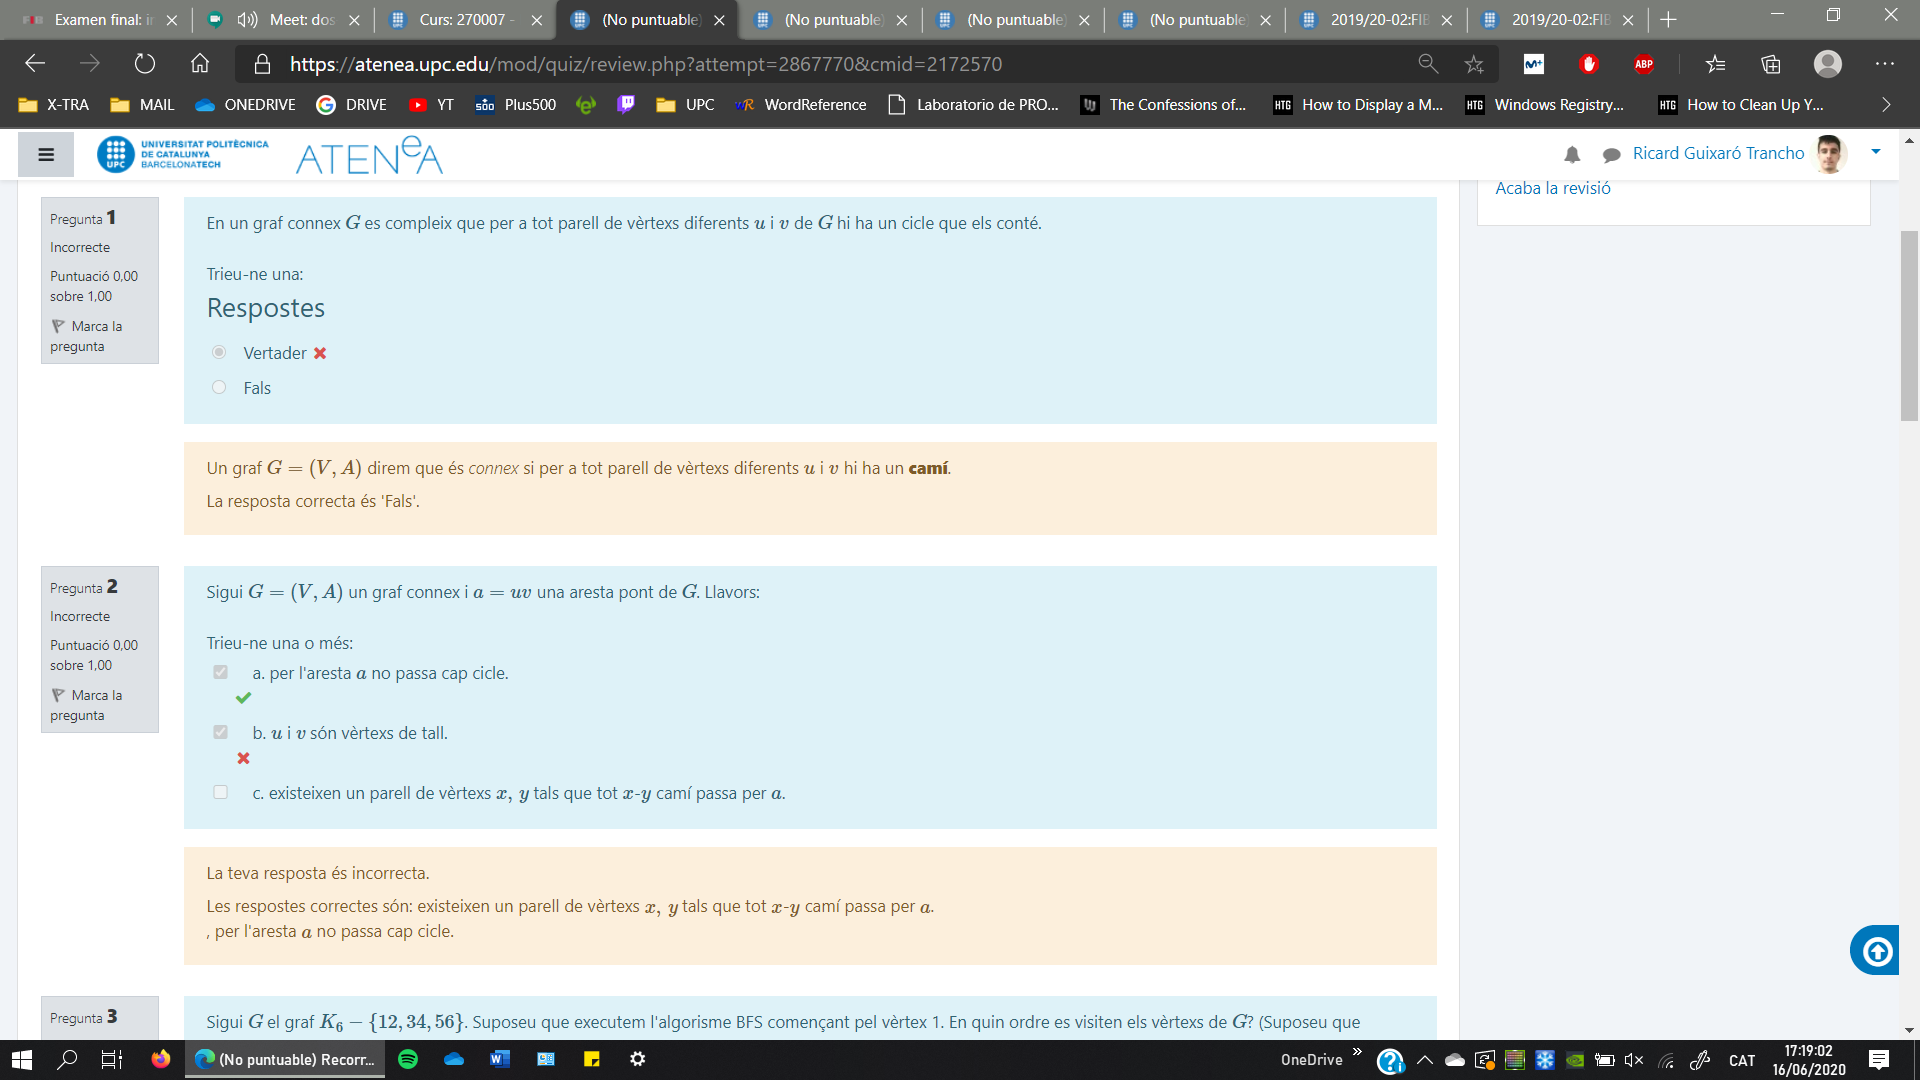 Examen final: in
Meet: dos
Curs: 270007 -
(No puntuable)
(No puntuable)
(No puntuable)
(No puntuable)
2019/20-02:FIB
2019/20-02:FIB
https://atenea.upc.edu/mod/quiz/review.php?attempt=2867770&cmid=2172570
ABP
X-TRA
MAIL
ONEDRIVE
DRIVE
YT
Plus500
UPC
WordReference
Laboratorio de PRO...
The Confessions of...
HTG How to Display a M...
HTG Windows Registry...
HTG How to Clean Up Y...
UPC
UNIVERSITAT POLITÈCNICA
DE CATALUNYA
BARCELONATECH
ATENeA
Ricard Guixaró Trancho
Acaba la revisió
Pregunta 1
Incorrecte
Puntuació 0,00
sobre 1,00
Marca la
pregunta
En un graf connex G es compleix que per a tot parell de vèrtexs diferents u i v de G hi ha un cicle que els conté.
Trieu-ne una:
Respostes
Vertader
Fals
Un graf G = (V, A) direm que és connex si per a tot parell de vèrtexs diferents u i v hi ha un camí.
La resposta correcta és 'Fals'.
Pregunta 2
Incorrecte
Puntuació 0,00
sobre 1,00
Marca la
pregunta
Sigui G = (V, A) un graf connex i a = uv una aresta pont de G. Llavors:
Trieu-ne una o més:
a. per l'aresta a no passa cap cicle.
b. u i v són vèrtexs de tall.
c. existeixen un parell de vèrtexs x, y tals que tot x-y camí passa per a.
La teva resposta és incorrecta.
Les respostes correctes són: existeixen un parell de vèrtexs x, y tals que tot x-y camí passa per a.
, per l'aresta a no passa cap cicle.
Pregunta 3
Sigui G el graf K₆ − {12, 34, 56}. Suposeu que executem l'algorisme BFS començant pel vèrtex 1. En quin ordre es visiten els vèrtexs de G? (Suposeu que
(No puntuable) Recorr...
OneDrive
CAT
17:19:02
16/06/2020